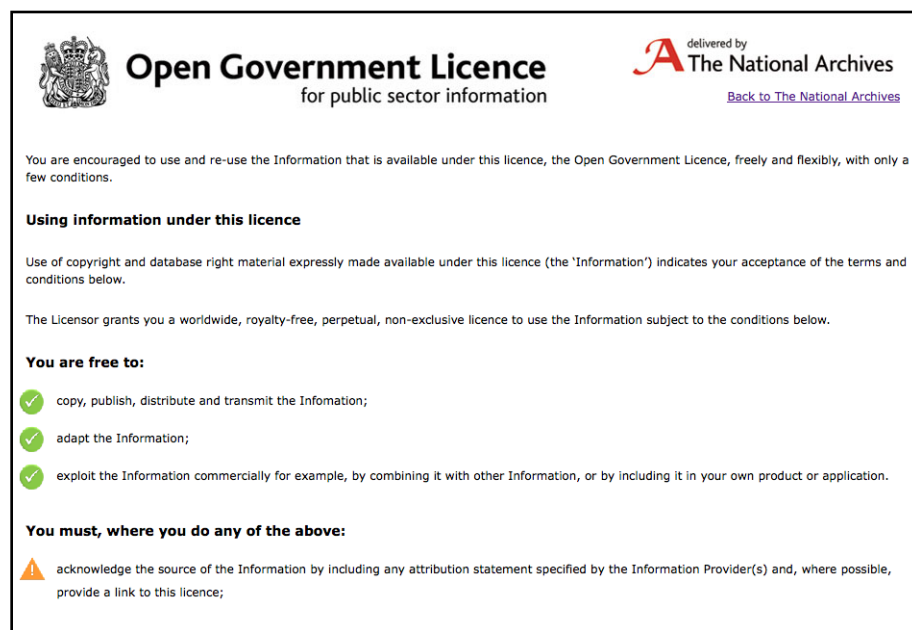 Open Government Licence
for public sector information
delivered by
The National Archives
Back to The National Archives
You are encouraged to use and re-use the Information that is available under this licence, the Open Government Licence, freely and flexibly, with only a
few conditions.
Using information under this licence
Use of copyright and database right material expressly made available under this licence (the ‘Information’) indicates your acceptance of the terms and
conditions below.
The Licensor grants you a worldwide, royalty-free, perpetual, non-exclusive licence to use the Information subject to the conditions below.
You are free to:
copy, publish, distribute and transmit the Infomation;
adapt the Information;
exploit the Information commercially for example, by combining it with other Information, or by including it in your own product or application.
You must, where you do any of the above:
acknowledge the source of the Information by including any attribution statement specified by the Information Provider(s) and, where possible,
provide a link to this licence;